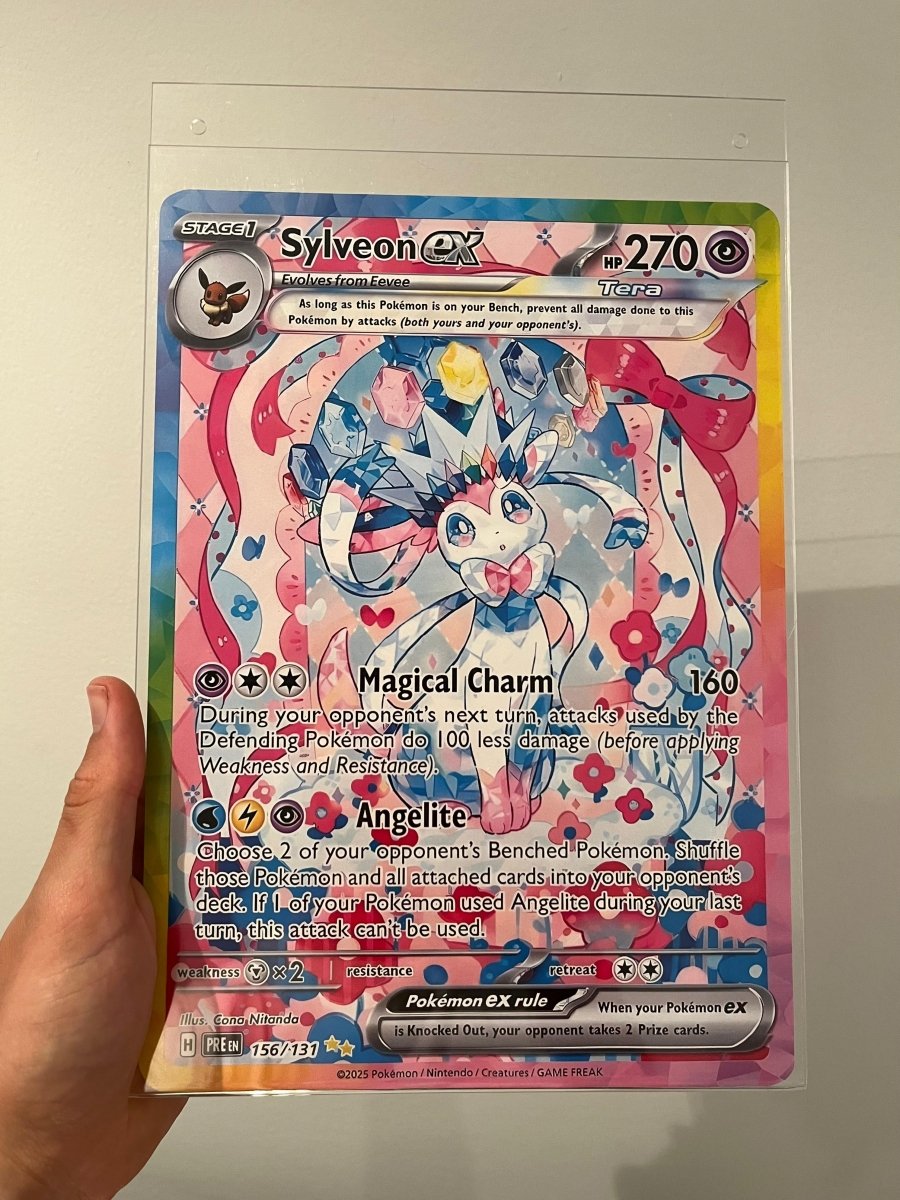 STAGE1
Sylveon ex
HP 270
Evolves from Eevee
Tera
As long as this Pokémon is on your Bench, prevent all damage done to this
Pokémon by attacks (both yours and your opponent's).
Magical Charm 160
During your opponent's next turn, attacks used by the
Defending Pokémon do 100 less damage (before applying
Weakness and Resistance).
Angelite
Choose 2 of your opponent's Benched Pokémon. Shuffle
those Pokémon and all attached cards into your opponent's
deck. If 1 of your Pokémon used Angelite during your last
turn, this attack can't be used.
weakness ×2 resistance retreat
Pokémon ex rule When your Pokémon ex
is Knocked Out, your opponent takes 2 Prize cards.
Illus. Cona Nitanda
H PRE EN 156/131
©2025 Pokémon / Nintendo / Creatures / GAME FREAK